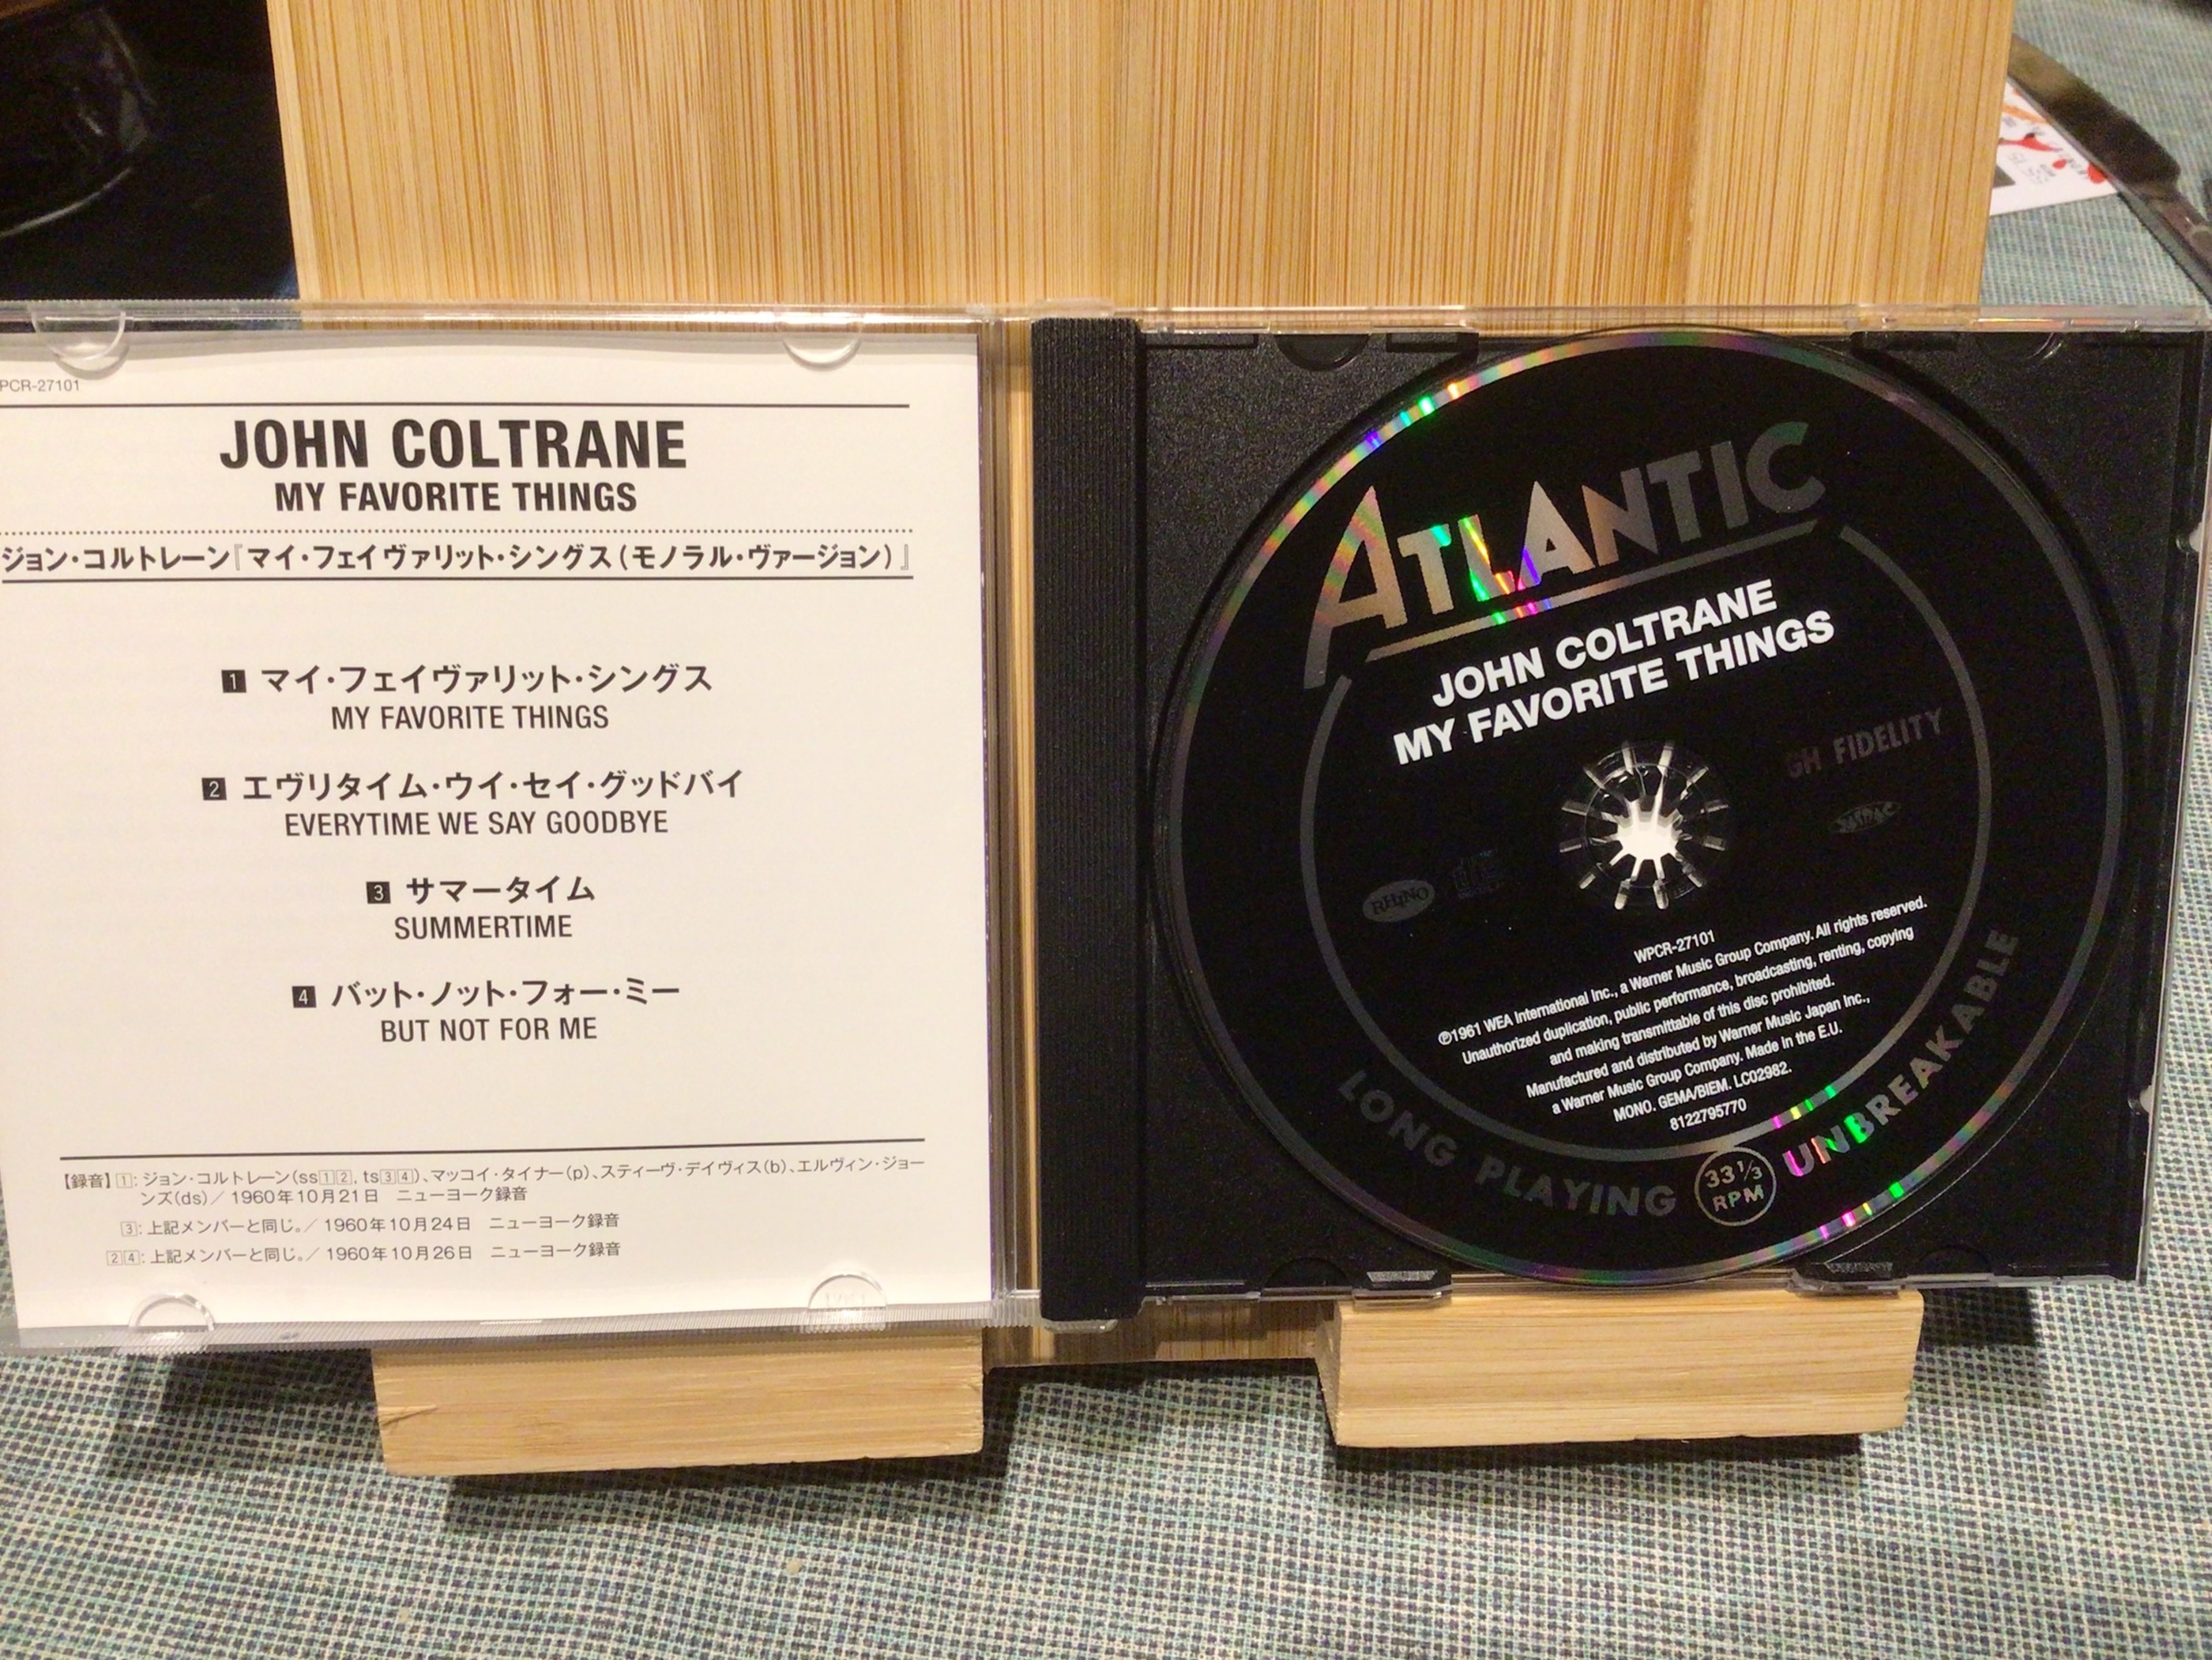 PCR-27101
JOHN COLTRANE
MY FAVORITE THINGS
ジョン・コルトレーン『マイ・フェイヴァリット・シングス(モノラル・ヴァージョン)』
1 マイ・フェイヴァリット・シングス
MY FAVORITE THINGS
2 エヴリタイム・ウイ・セイ・グッドバイ
EVERYTIME WE SAY GOODBYE
3 サマータイム
SUMMERTIME
4 バット・ノット・フォー・ミー
BUT NOT FOR ME
【録音】1:ジョン・コルトレーン(ss12, ts34)、マッコイ・タイナー(p)、スティーヴ・デイヴィス(b)、エルヴィン・ジョー
ンズ(ds)／1960年10月21日 ニューヨーク録音
3:上記メンバーと同じ。／1960年10月24日 ニューヨーク録音
24:上記メンバーと同じ。／1960年10月26日 ニューヨーク録音
ATLANTIC
JOHN COLTRANE
MY FAVORITE THINGS
GH FIDELITY
RHINO
WPCR-27101
℗1961 WEA International Inc., a Warner Music Group Company. All rights reserved.
Unauthorized duplication, public performance, broadcasting, renting, copying
and making transmittable of this disc prohibited.
Manufactured and distributed by Warner Music Japan Inc.,
a Warner Music Group Company. Made in the E.U.
MONO. GEMA/BIEM. LC02982.
8122795770
LONG PLAYING 33 1/3 RPM UNBREAKABLE